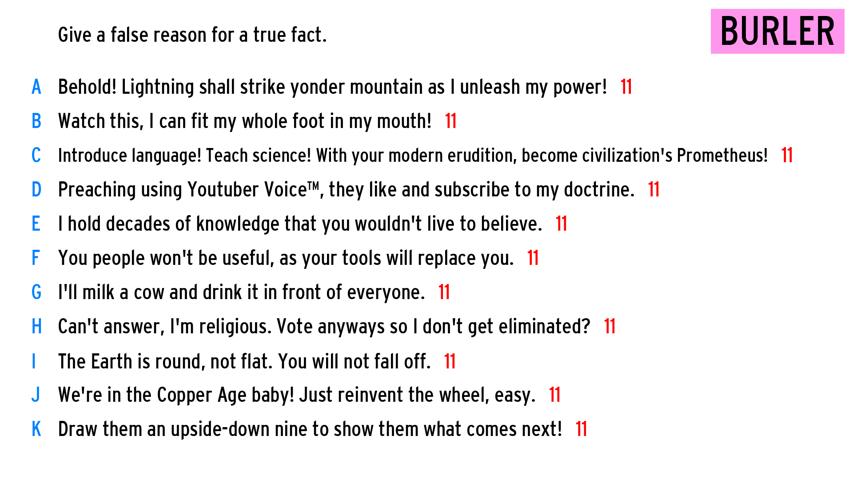 Give a false reason for a true fact.
BURLER
A Behold! Lightning shall strike yonder mountain as I unleash my power! 11
B Watch this, I can fit my whole foot in my mouth! 11
C Introduce language! Teach science! With your modern erudition, become civilization's Prometheus! 11
D Preaching using Youtuber Voice™, they like and subscribe to my doctrine. 11
E I hold decades of knowledge that you wouldn't live to believe. 11
F You people won't be useful, as your tools will replace you. 11
G I'll milk a cow and drink it in front of everyone. 11
H Can't answer, I'm religious. Vote anyways so I don't get eliminated? 11
I The Earth is round, not flat. You will not fall off. 11
J We're in the Copper Age baby! Just reinvent the wheel, easy. 11
K Draw them an upside-down nine to show them what comes next! 11